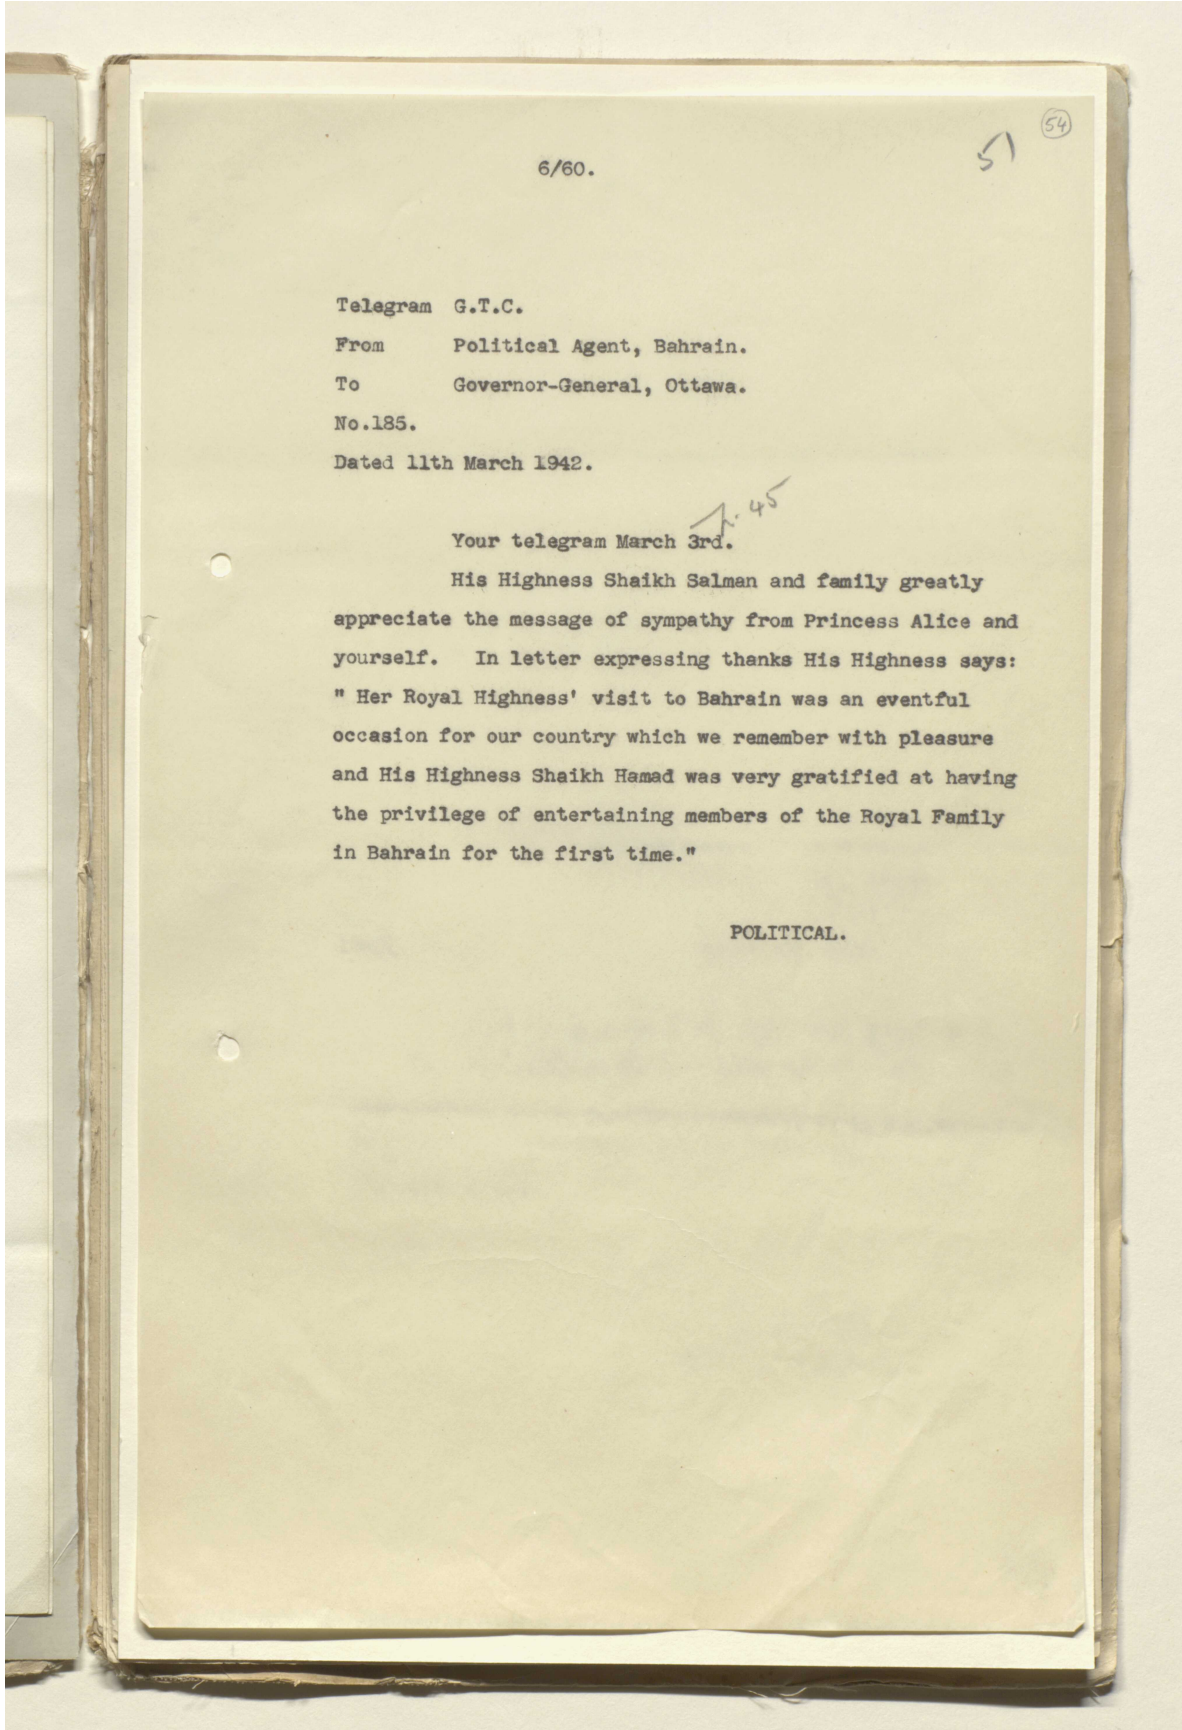 54
51
6/60.
Telegram G.T.C.
From Political Agent, Bahrain.
To Governor-General, Ottawa.
No.185.
Dated 11th March 1942.
p. 45
Your telegram March 3rd.
His Highness Shaikh Salman and family greatly
appreciate the message of sympathy from Princess Alice and
yourself. In letter expressing thanks His Highness says:
" Her Royal Highness' visit to Bahrain was an eventful
occasion for our country which we remember with pleasure
and His Highness Shaikh Hamad was very gratified at having
the privilege of entertaining members of the Royal Family
in Bahrain for the first time."
POLITICAL.